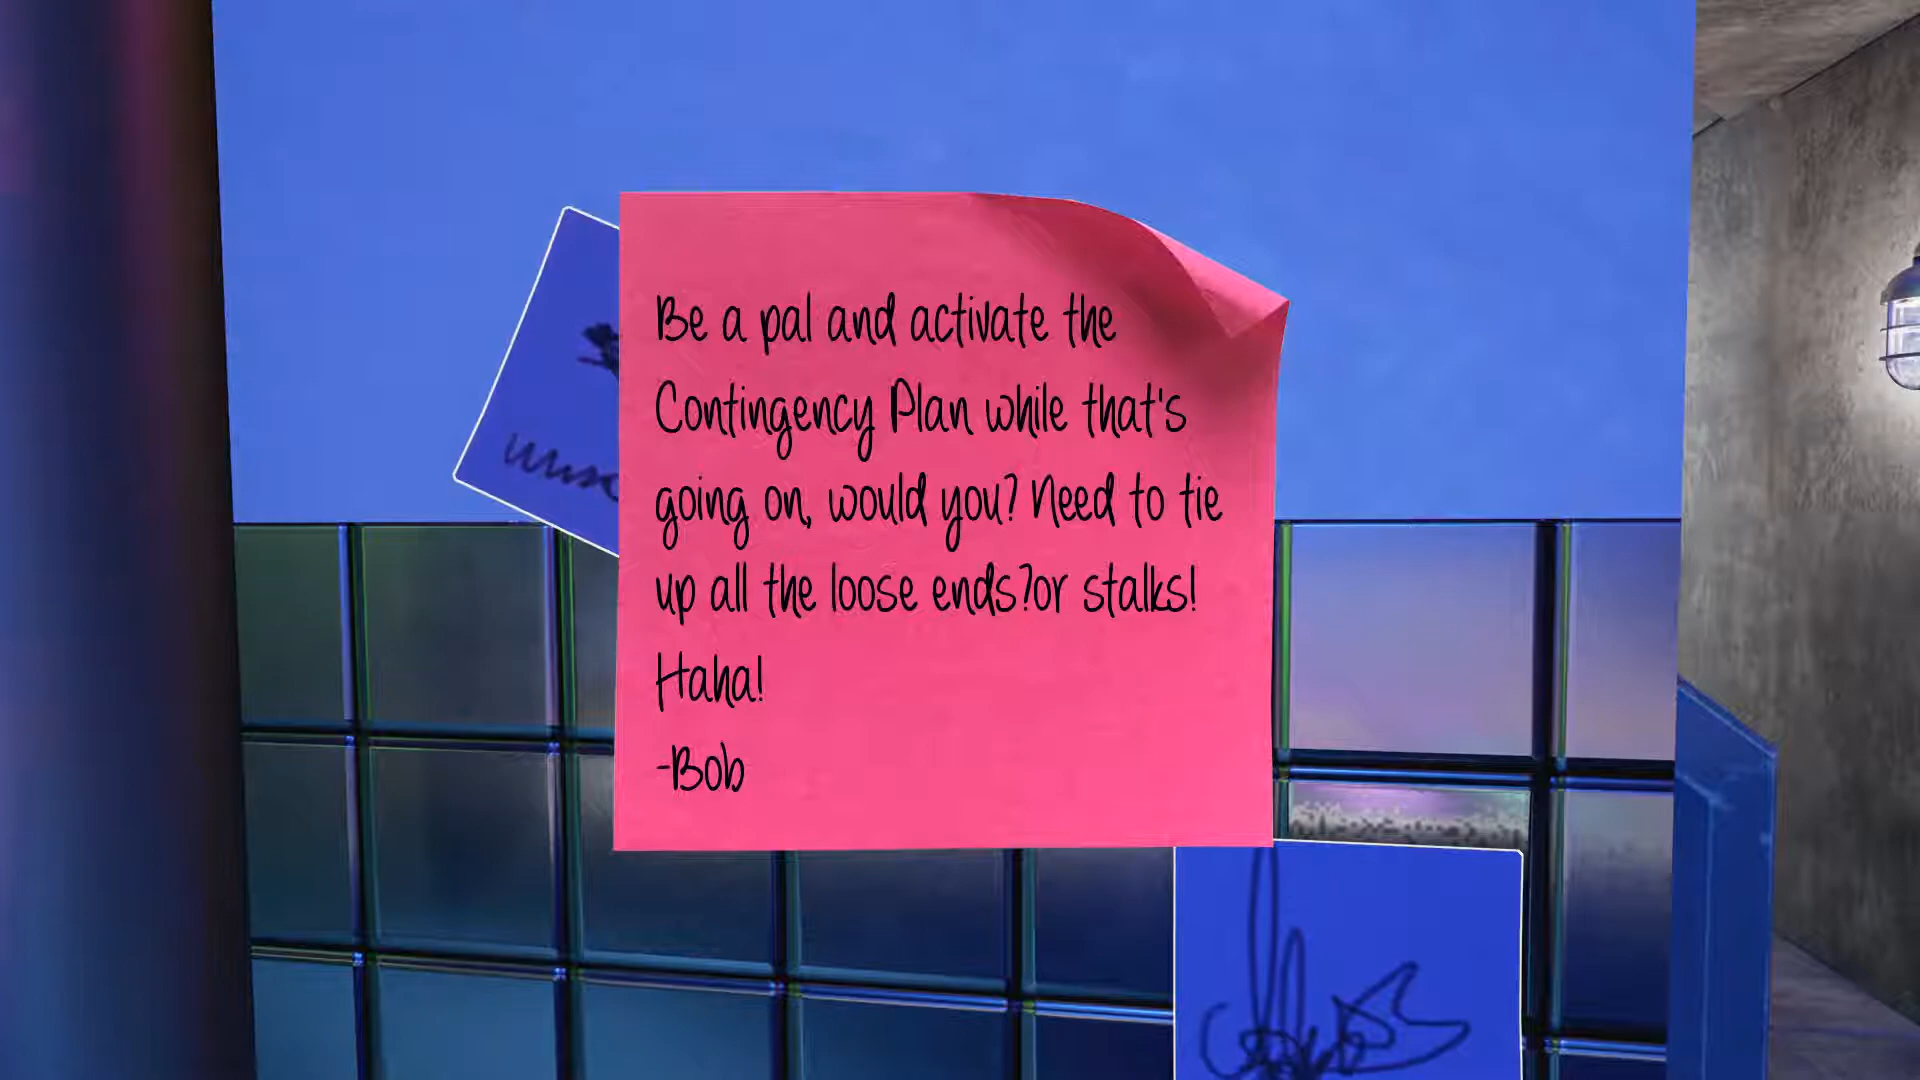 Be a pal and activate the
Contingency Plan while that's
going on, would you? Need to tie
up all the loose ends?or stalks!
Haha!
-Bob